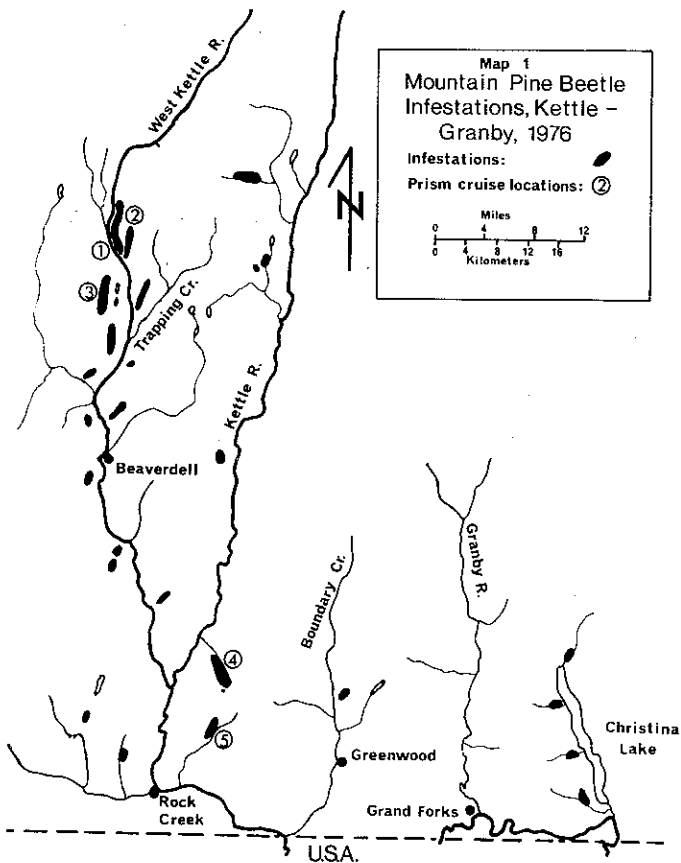 Map 1
Mountain Pine Beetle
Infestations, Kettle -
Granby, 1976
Infestations:
Prism cruise locations: ②
Miles
0 4 8 12
0 4 8 12 16
Kilometers
West Kettle R.
N
②
①
③
Trapping Cr.
Kettle R.
Beaverdell
Granby R.
Boundary Cr.
④
⑤
Christina
Lake
Greenwood
Rock
Creek
Grand Forks
U.S.A.